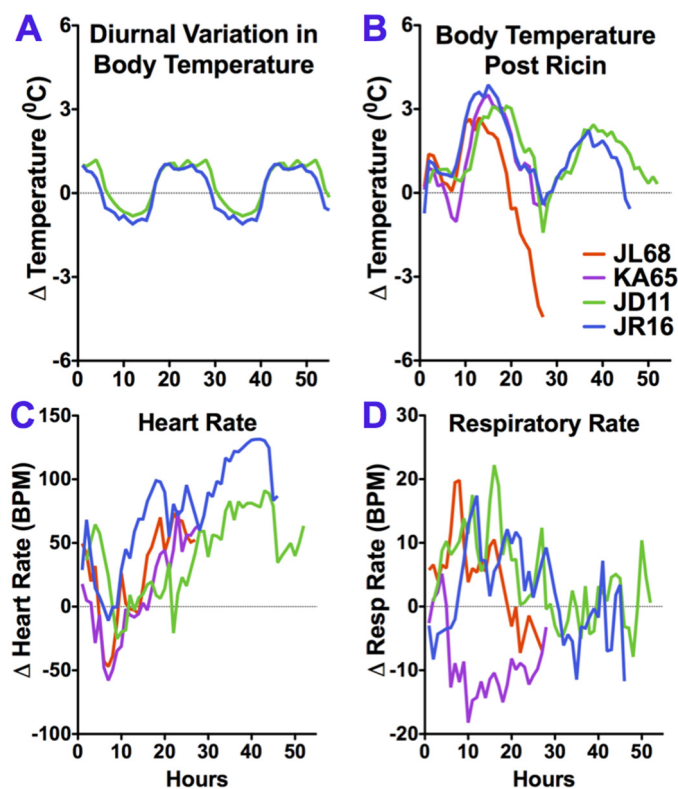 A
Diurnal Variation in
Body Temperature
Δ Temperature (⁰C)
6
3
0
-3
-6
0 10 20 30 40 50
B
Body Temperature
Post Ricin
Δ Temperature (⁰C)
6
3
0
-3
-6
JL68
KA65
JD11
JR16
0 10 20 30 40 50
C
Heart Rate
Δ Heart Rate (BPM)
150
100
50
0
-50
-100
0 10 20 30 40 50
Hours
D
Respiratory Rate
Δ Resp Rate (BPM)
30
20
10
0
-10
-20
0 10 20 30 40 50
Hours